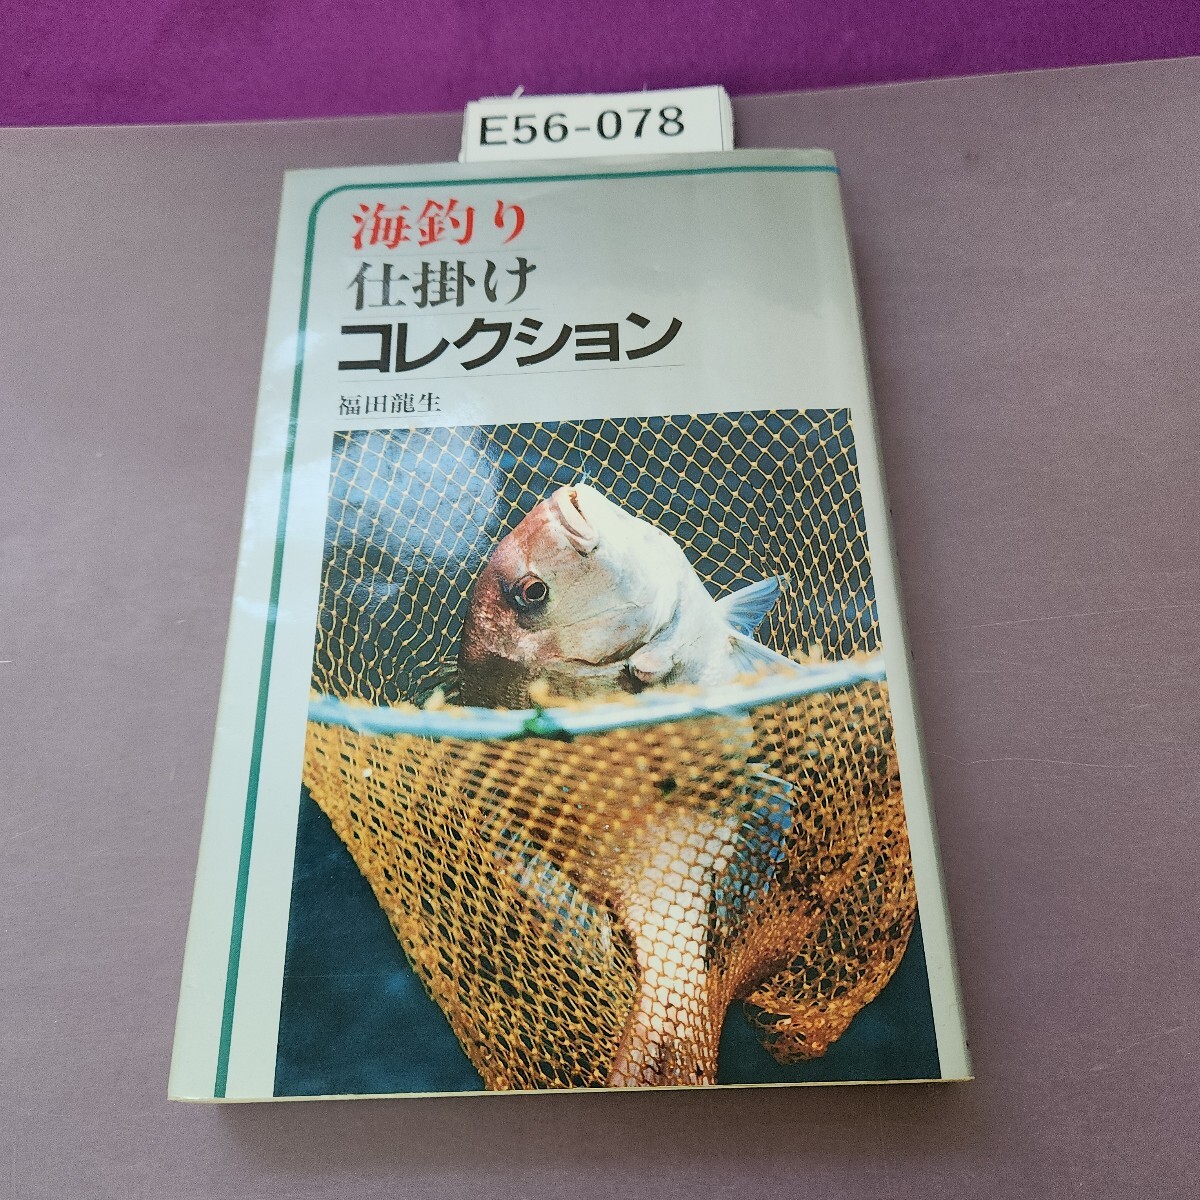 E56-078
海釣り
仕掛け
コレクション
福田龍生